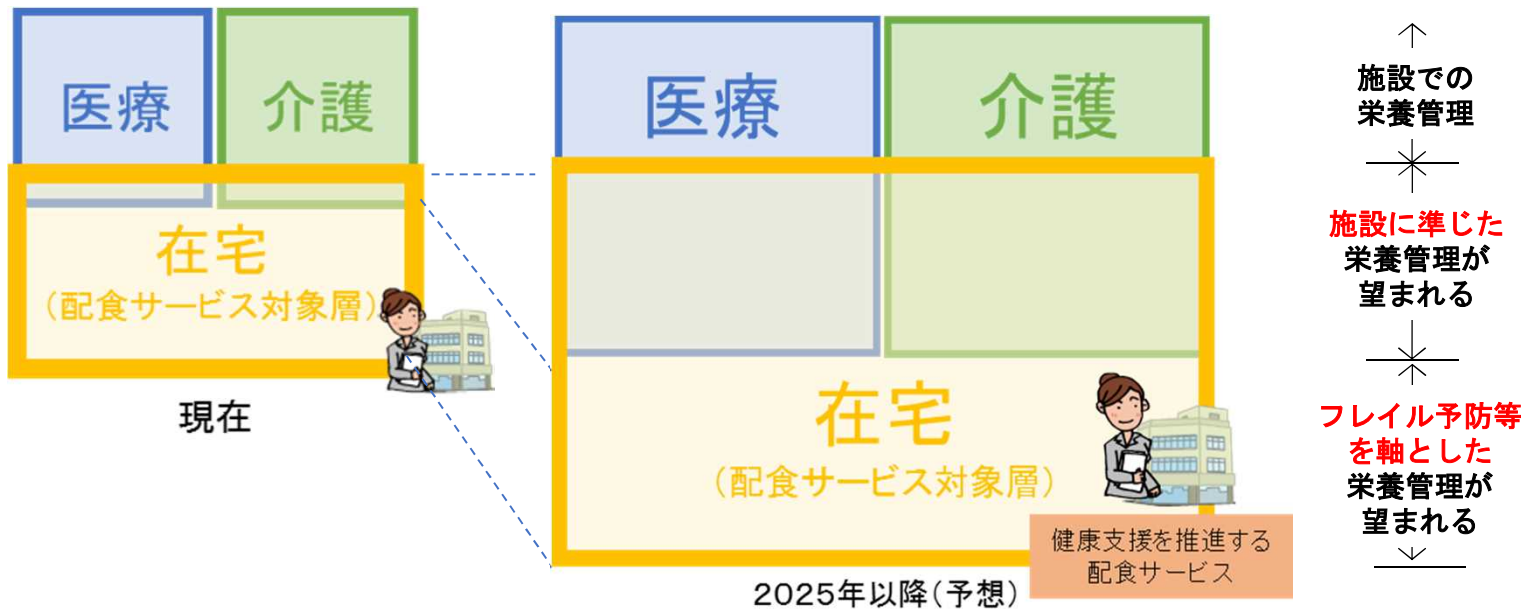 医療
介護
在宅
（配食サービス対象層）
現在
医療
介護
在宅
（配食サービス対象層）
健康支援を推進する
配食サービス
2025年以降（予想）
施設での
栄養管理
施設に準じた
栄養管理が
望まれる
フレイル予防等
を軸とした
栄養管理が
望まれる